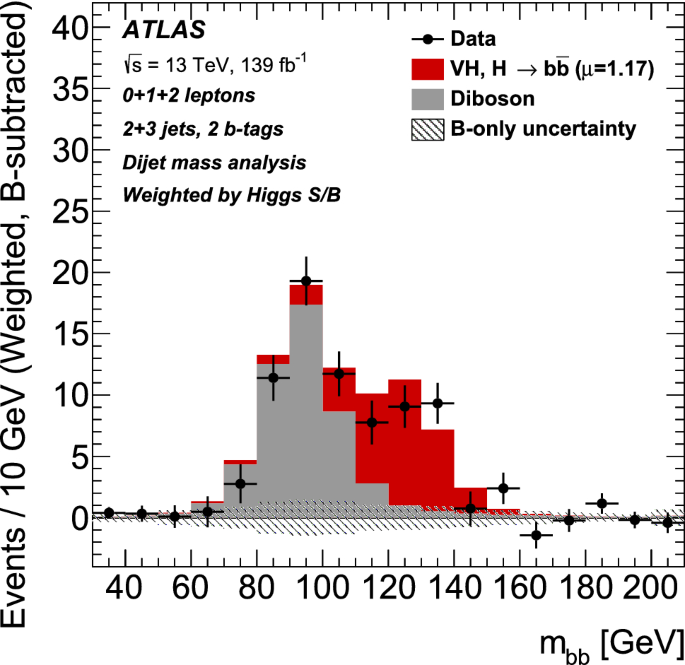 ATLAS
√s = 13 TeV, 139 fb⁻¹
0+1+2 leptons
2+3 jets, 2 b-tags
Dijet mass analysis
Weighted by Higgs S/B
Data
VH, H → bb̅ (μ=1.17)
Diboson
B-only uncertainty
Events / 10 GeV (Weighted, B-subtracted)
40
35
30
25
20
15
10
5
0
40 60 80 100 120 140 160 180 200
m_bb [GeV]